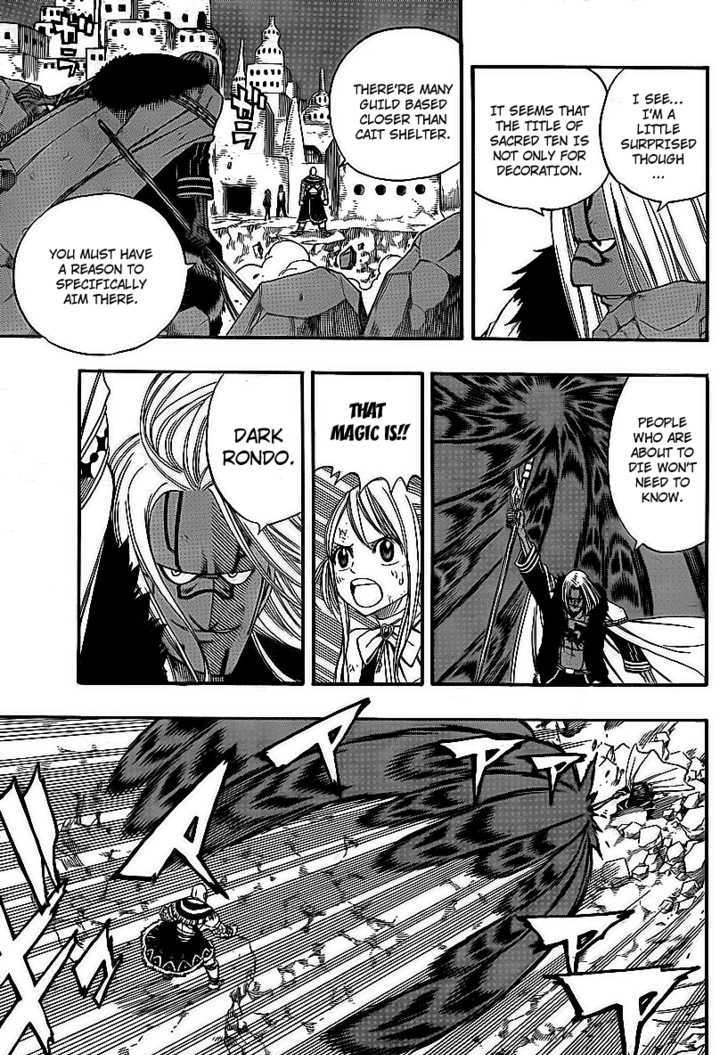 I SEE...
I'M A
LITTLE
SURPRISED
THOUGH
...
IT SEEMS THAT
THE TITLE OF
SACRED TEN IS
NOT ONLY FOR
DECORATION.
THERE'RE MANY
GUILD BASED
CLOSER THAN
CAIT SHELTER.
YOU MUST HAVE
A REASON TO
SPECIFICALLY
AIM THERE.
PEOPLE
WHO ARE
ABOUT TO
DIE WON'T
NEED TO
KNOW.
THAT
MAGIC IS!!
DARK
RONDO.